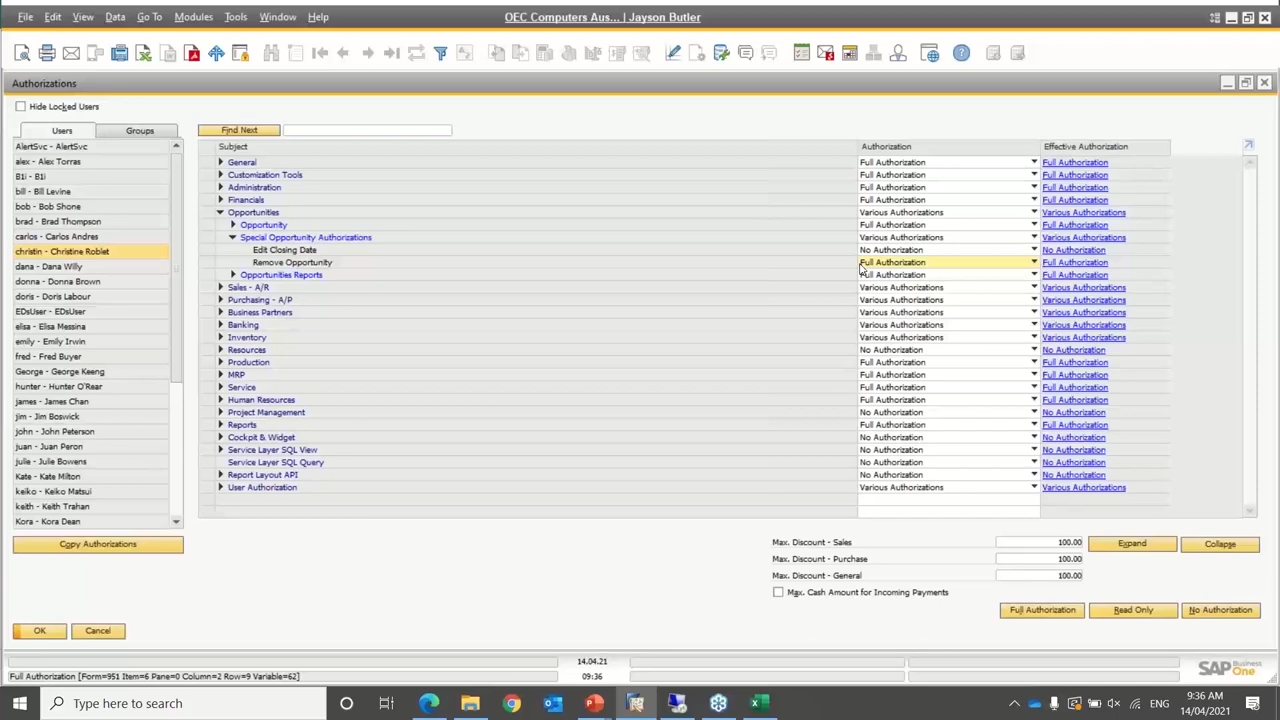 File Edit View Data Go To Modules Tools Window Help OEC Computers Aus... | Jayson Butler
Authorizations
Hide Locked Users
Users Groups Find Next
Subject Authorization Effective Authorization
AlertSvc - AlertSvc
alex - Alex Torras
B1i - B1i
bill - Bill Levine
bob - Bob Shone
brad - Brad Thompson
carlos - Carlos Andres
christin - Christine Roblet
dana - Dana Willy
donna - Donna Brown
doris - Doris Labour
EDsUser - EDsUser
elsa - Elsa Messina
emily - Emily Irwin
fred - Fred Buyer
George - George Keeng
hunter - Hunter O'Rear
james - James Chan
jim - Jim Boswick
john - John Peterson
juan - Juan Peron
julie - Julie Bowens
Kate - Kate Milton
keiko - Keiko Matsui
keith - Keith Trahan
Kora - Kora Dean
General Full Authorization Full Authorization
Customization Tools Full Authorization Full Authorization
Administration Full Authorization Full Authorization
Financials Full Authorization Full Authorization
Opportunities Various Authorizations Various Authorizations
Opportunity Full Authorization Full Authorization
Special Opportunity Authorizations Various Authorizations Various Authorizations
Edit Closing Date No Authorization No Authorization
Remove Opportunity Full Authorization Full Authorization
Opportunities Reports Full Authorization Full Authorization
Sales - A/R Various Authorizations Various Authorizations
Purchasing - A/P Various Authorizations Various Authorizations
Business Partners Various Authorizations Various Authorizations
Banking Various Authorizations Various Authorizations
Inventory Various Authorizations Various Authorizations
Resources No Authorization No Authorization
Production Full Authorization Full Authorization
MRP Full Authorization Full Authorization
Service Full Authorization Full Authorization
Human Resources Full Authorization Full Authorization
Project Management No Authorization No Authorization
Reports Full Authorization Full Authorization
Cockpit & Widget No Authorization No Authorization
Service Layer SQL View No Authorization No Authorization
Service Layer SQL Query No Authorization No Authorization
Report Layout API No Authorization No Authorization
User Authorization Various Authorizations Various Authorizations
Copy Authorizations
Max. Discount - Sales 100.00 Expand Collapse
Max. Discount - Purchase 100.00
Max. Discount - General 100.00
Max. Cash Amount for Incoming Payments
Full Authorization Read Only No Authorization
OK Cancel
14.04.21
Full Authorization [Form=951 Item=6 Pane=0 Column=2 Row=9 Variable=62] 09:36
SAP Business One
Type here to search
9:36 AM
14/04/2021